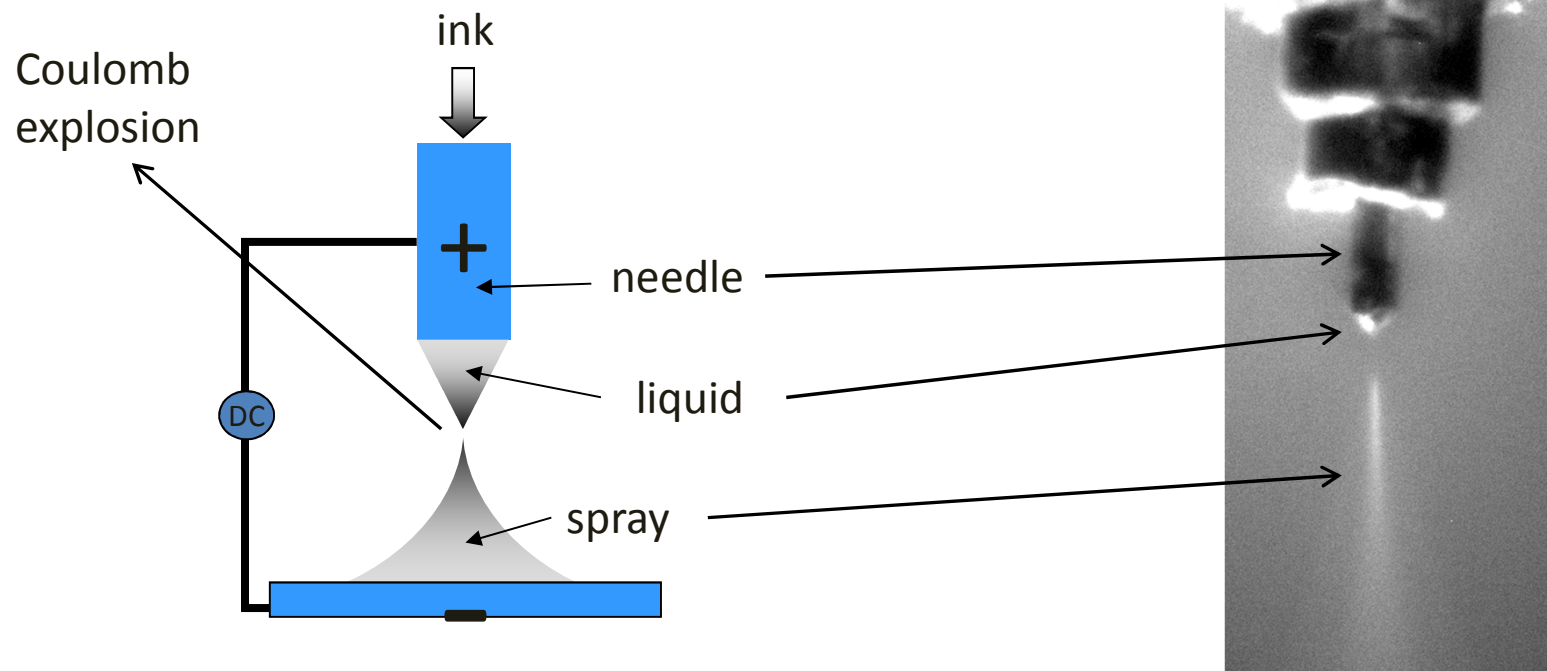 ink
Coulomb
explosion
+
needle
liquid
DC
spray
-